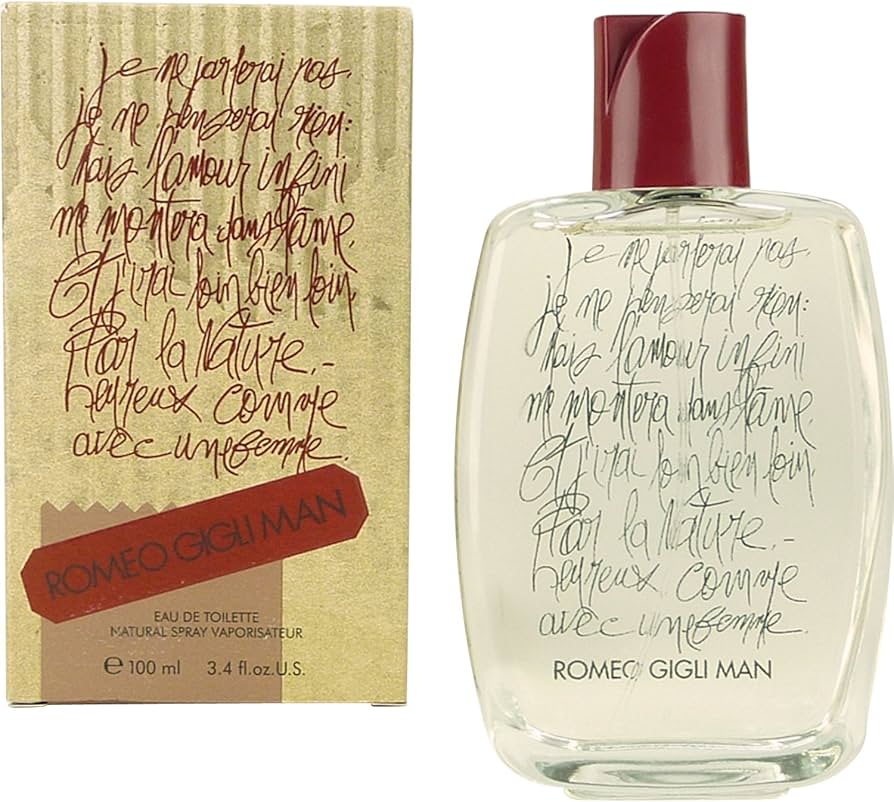 je ne parlerai pas.
je ne penserai rien:
Mais l'amour infini
me montera dans l'âme.
Et j'irai loin bien loin
Par la Nature.-
heureux comme
avec une femme.
ROMEO GIGLI MAN
EAU DE TOILETTE
NATURAL SPRAY VAPORISATEUR
e 100 ml 3.4 fl.oz.U.S.
je ne parlerai pas.
je ne penserai rien:
Mais l'amour infini
me montera dans l'âme.
Et j'irai loin bien loin
Par la Nature.-
heureux comme
avec une femme.
ROMEO GIGLI MAN